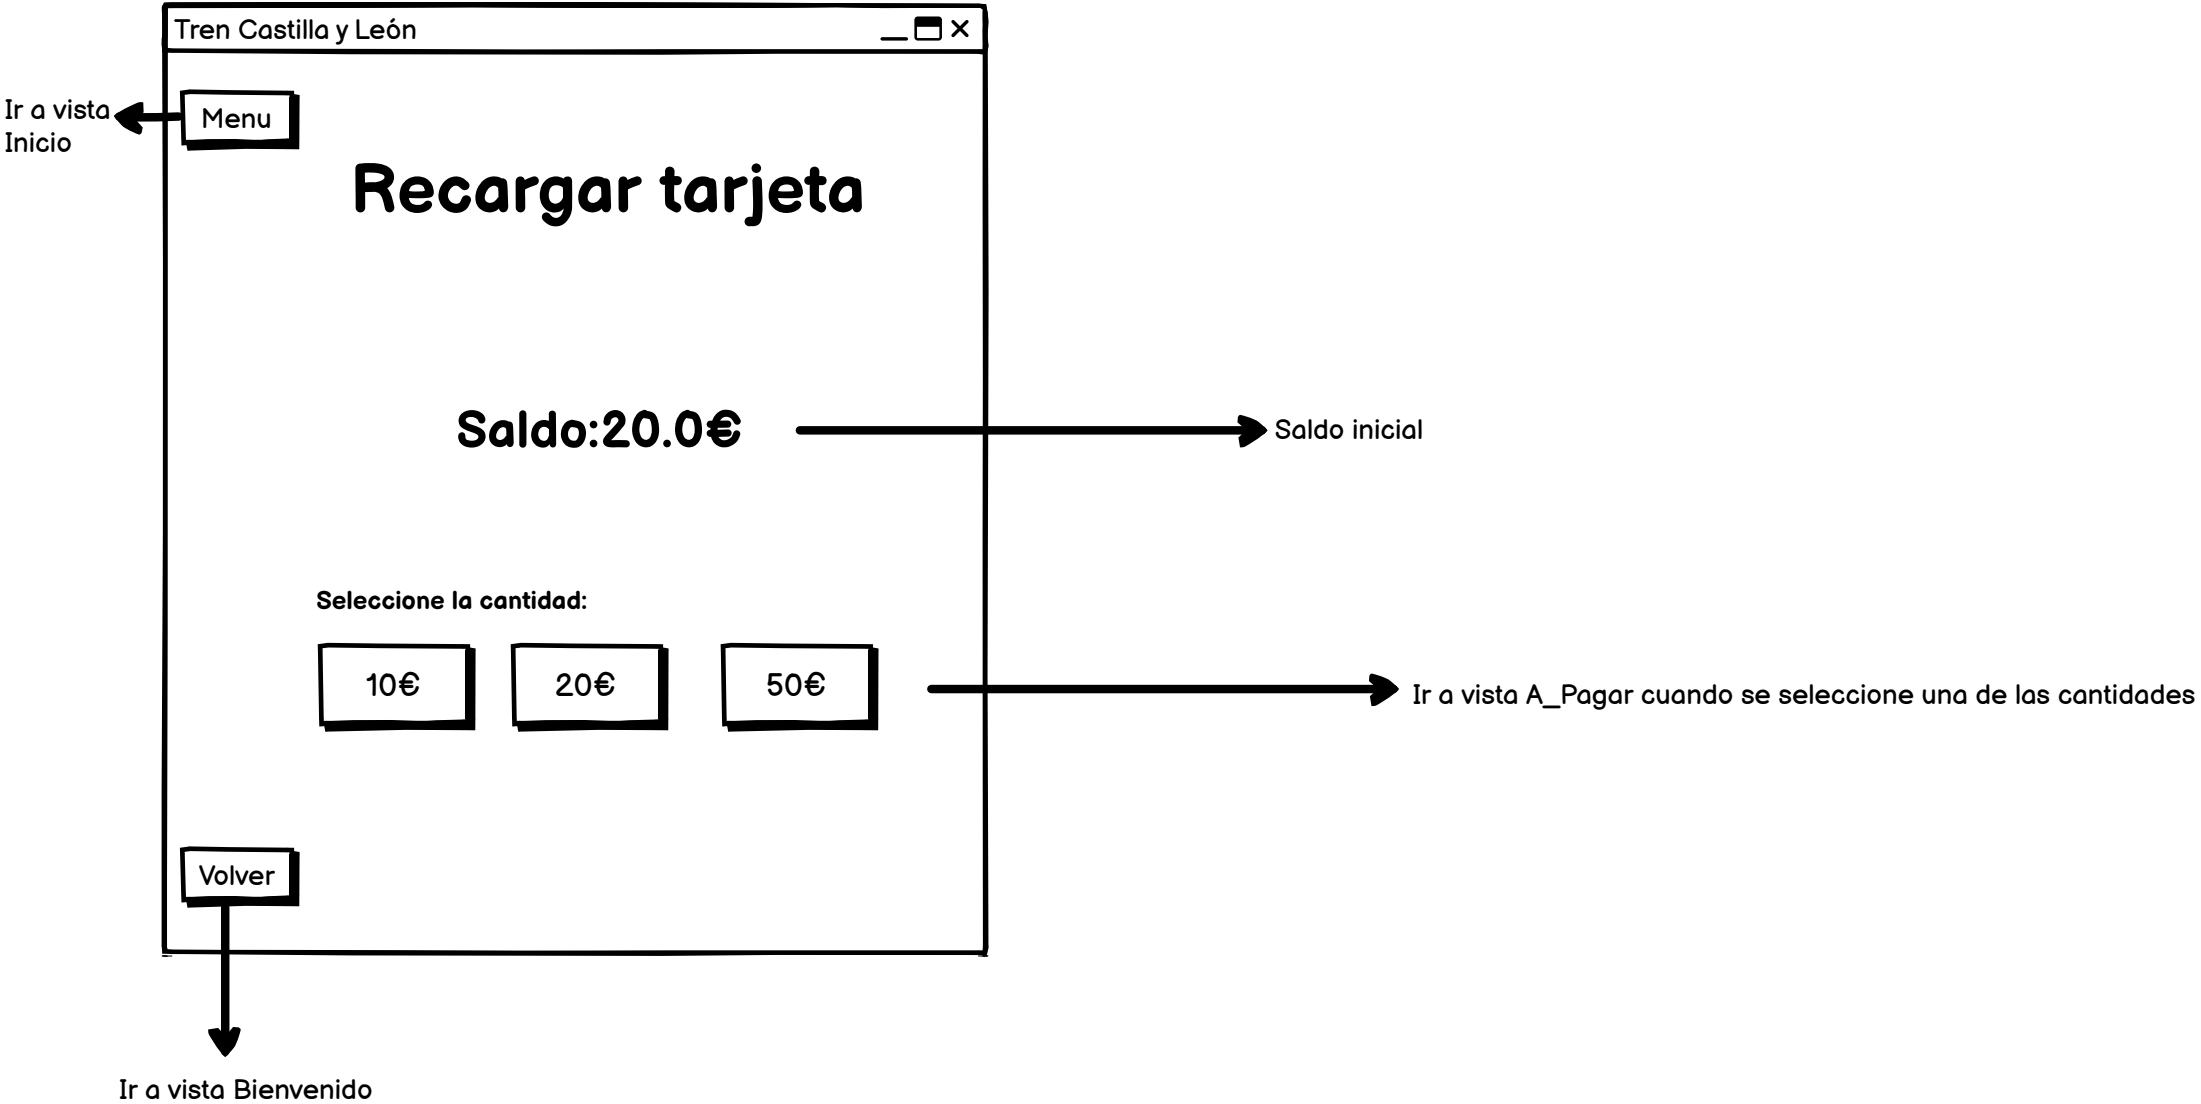 Tren Castilla y León
Ir a vista
Inicio
Menu
Recargar tarjeta
Saldo:20.0€
Saldo inicial
Seleccione la cantidad:
10€
20€
50€
Ir a vista A_Pagar cuando se seleccione una de las cantidades
Volver
Ir a vista Bienvenido